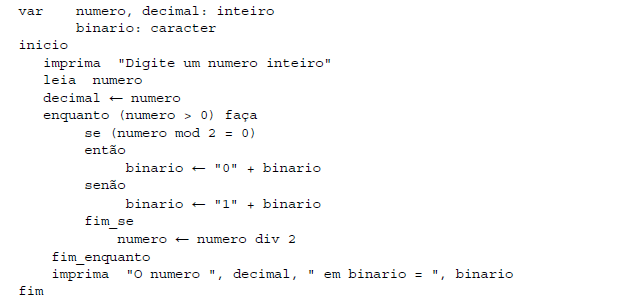 var numero, decimal: inteiro
binario: caracter
inicio
imprima "Digite um numero inteiro"
leia numero
decimal ← numero
enquanto (numero > 0) faça
se (numero mod 2 = 0)
então
binario ← "0" + binario
senão
binario ← "1" + binario
fim_se
numero ← numero div 2
fim_enquanto
imprima "O numero ", decimal, " em binario = ", binario
fim